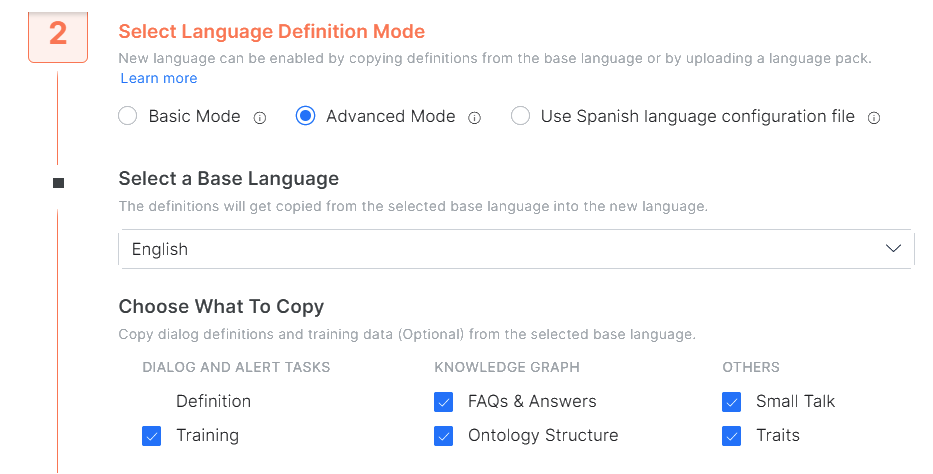 2
Select Language Definition Mode
New language can be enabled by copying definitions from the base language or by uploading a language pack.
Learn more
Basic Mode Advanced Mode Use Spanish language configuration file
Select a Base Language
The definitions will get copied from the selected base language into the new language.
English
Choose What To Copy
Copy dialog definitions and training data (Optional) from the selected base language.
DIALOG AND ALERT TASKS KNOWLEDGE GRAPH OTHERS
Definition FAQs & Answers Small Talk
Training Ontology Structure Traits